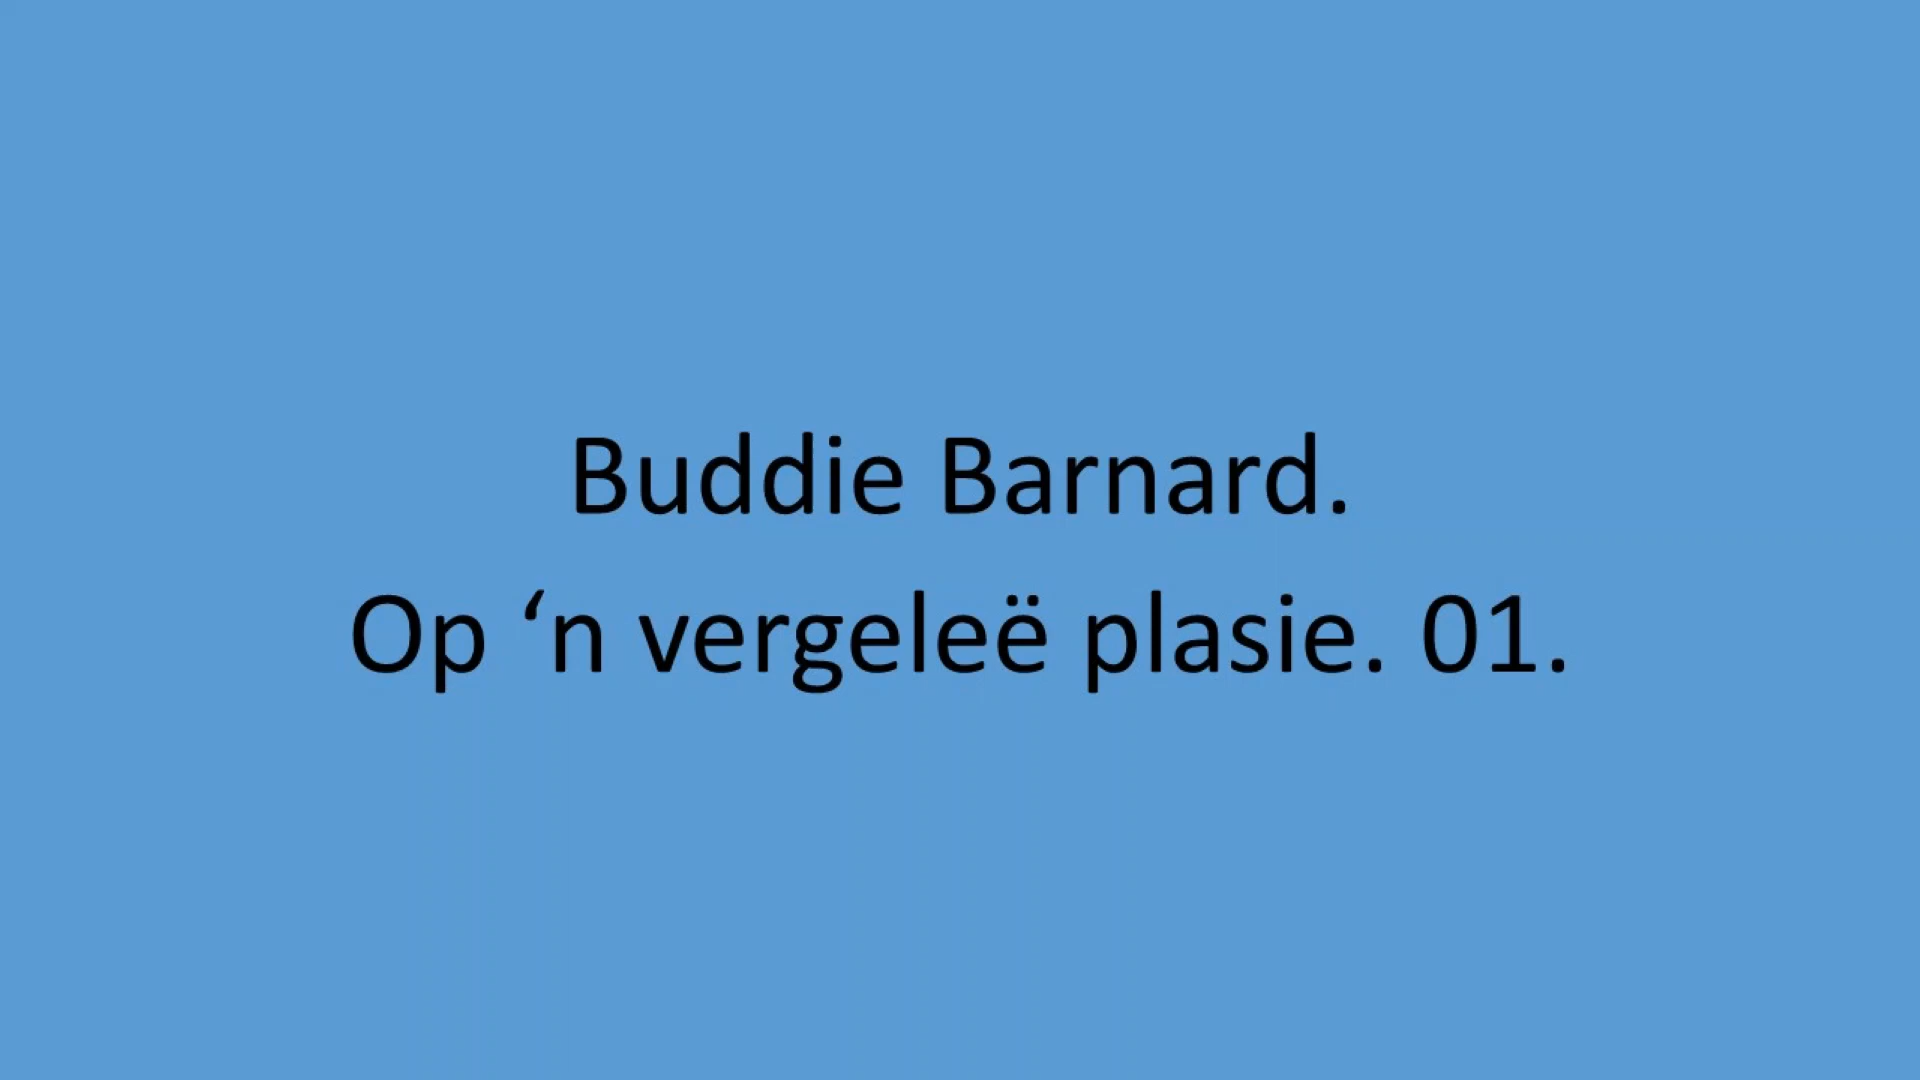 Buddie Barnard.
Op ‘n vergeleë plasie. 01.